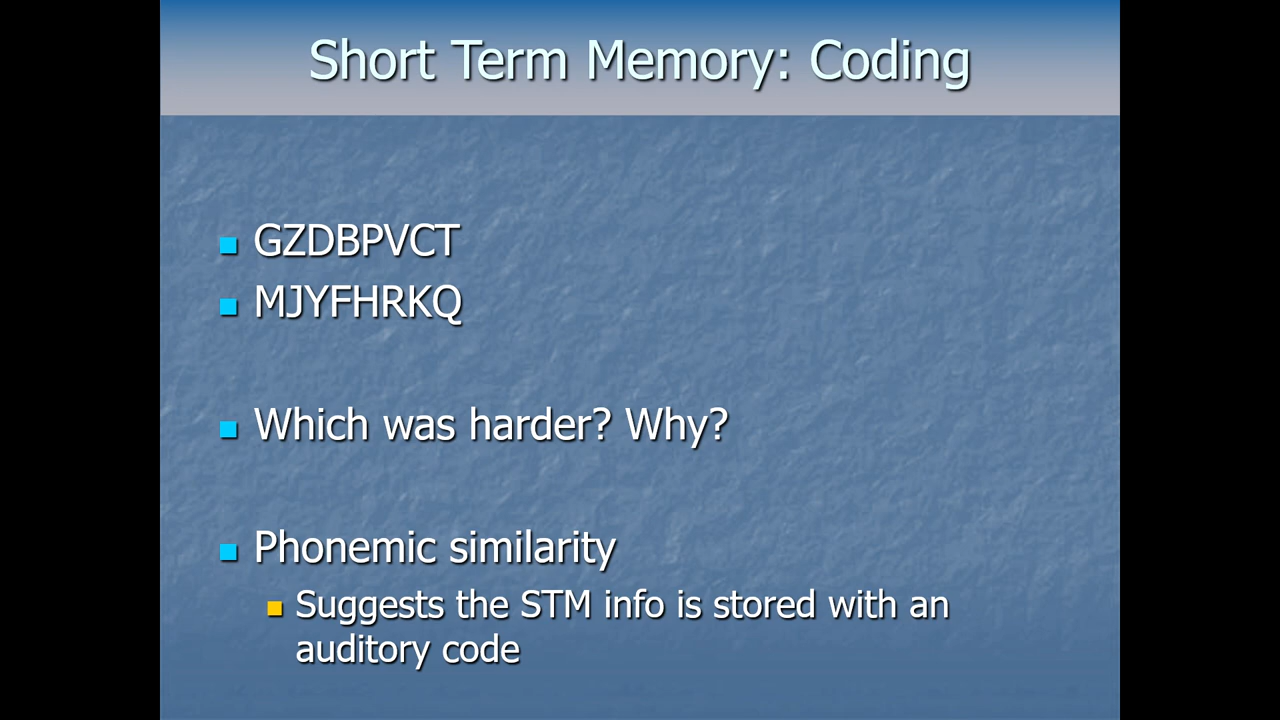 Short Term Memory: Coding
GZDBPVCT
MJYFHRKQ
Which was harder? Why?
Phonemic similarity
Suggests the STM info is stored with an
auditory code